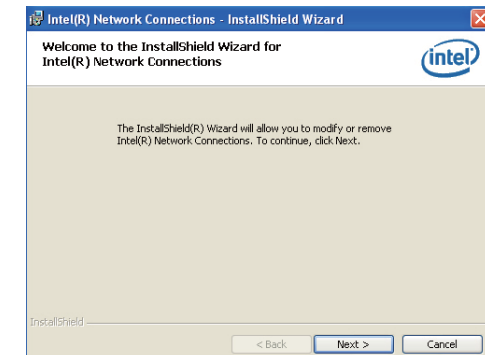 Intel(R) Network Connections - InstallShield Wizard
Welcome to the InstallShield Wizard for
Intel(R) Network Connections
intel
The InstallShield(R) Wizard will allow you to modify or remove
Intel(R) Network Connections. To continue, click Next.
InstallShield
< Back Next > Cancel